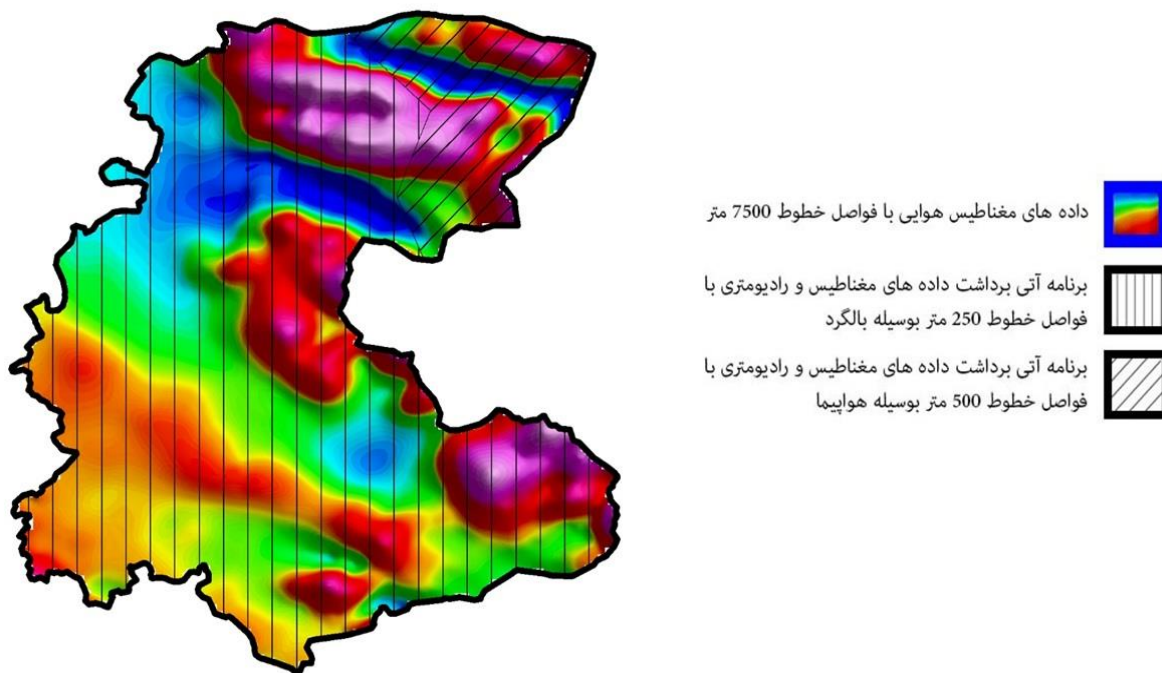 داده های مغناطیس هوایی با فواصل خطوط 7500 متر
برنامه آتی برداشت داده های مغناطیس و رادیومتری با
فواصل خطوط 250 متر بوسیله بالگرد
برنامه آتی برداشت داده های مغناطیس و رادیومتری با
فواصل خطوط 500 متر بوسیله هواپیما